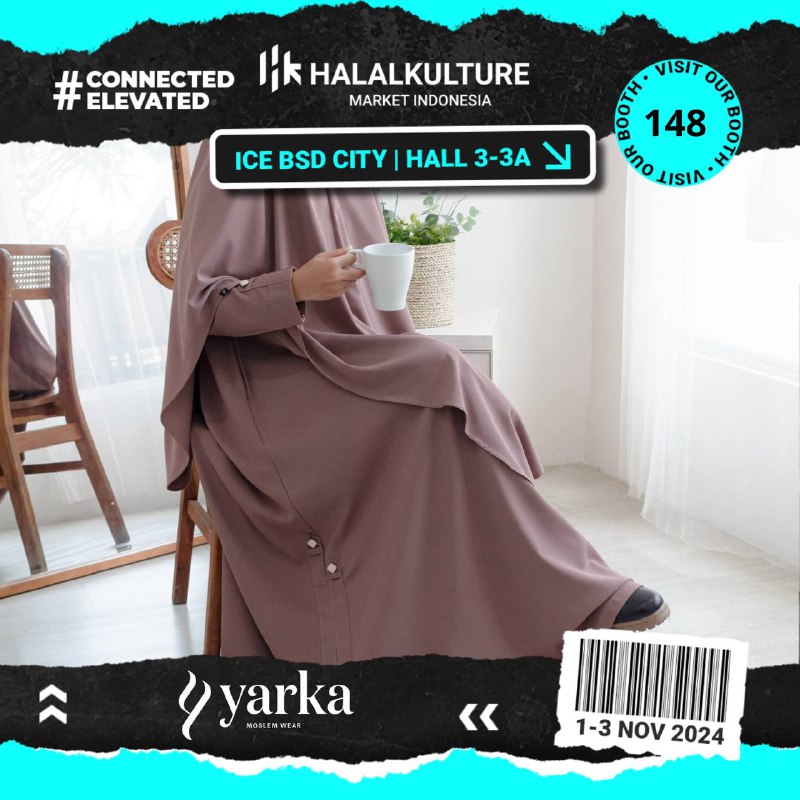 #CONNECTED
ELEVATED
HALALKULTURE
MARKET INDONESIA
VISIT OUR BOOTH • VISIT OUR BOOTH •
148
ICE BSD CITY | HALL 3-3A
yarka
MOSLEM WEAR
1-3 NOV 2024